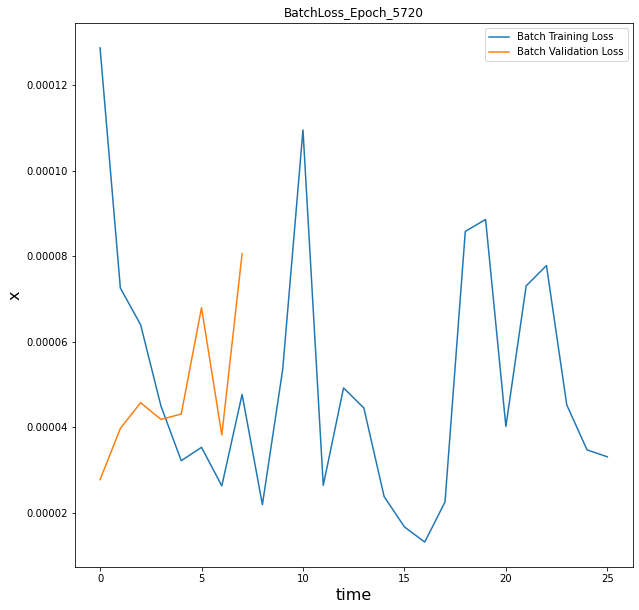 BatchLoss_Epoch_5720
Batch Training Loss
Batch Validation Loss
0.00012
0.00010
0.00008
0.00006
0.00004
0.00002
x
0 5 10 15 20 25
time